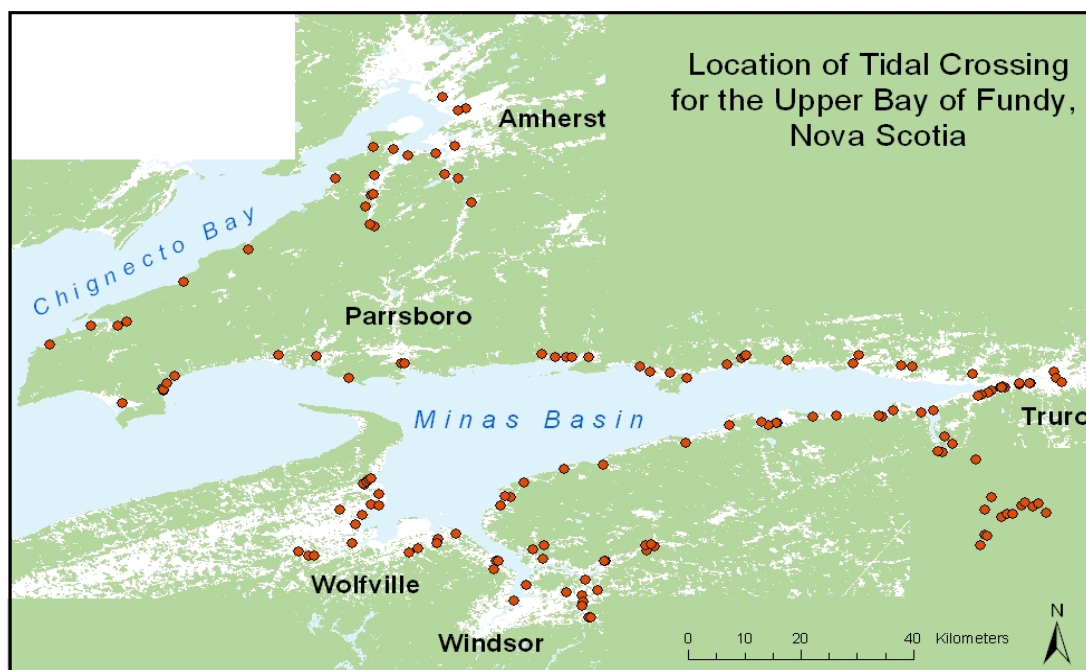 Location of Tidal Crossing
for the Upper Bay of Fundy,
Nova Scotia
Amherst
Chignecto Bay
Parrsboro
Minas Basin
Truro
Wolfville
Windsor
N
0 10 20 40 Kilometers